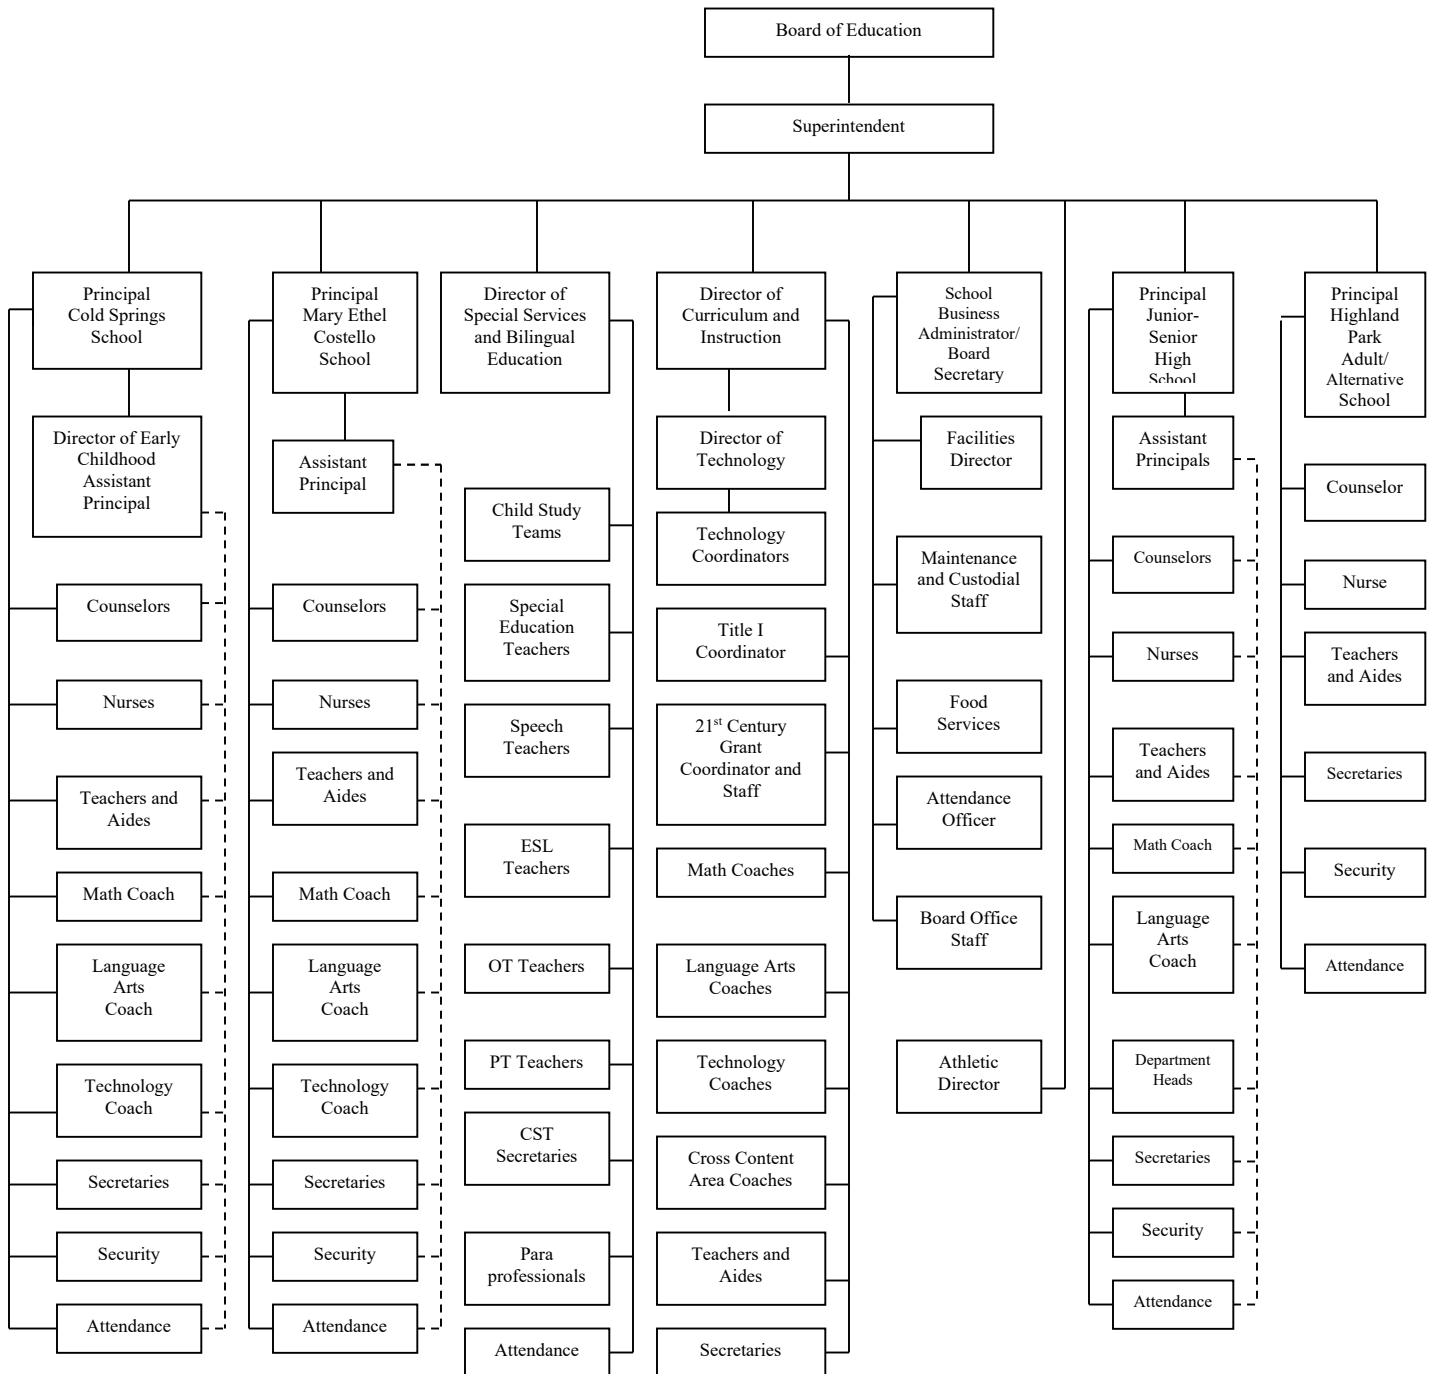 Board of Education
Superintendent
Principal
Cold Springs
School
Director of Early
Childhood
Assistant
Principal
Counselors
Nurses
Teachers and
Aides
Math Coach
Language
Arts
Coach
Technology
Coach
Secretaries
Security
Attendance
Principal
Mary Ethel
Costello
School
Assistant
Principal
Counselors
Nurses
Teachers and
Aides
Math Coach
Language
Arts
Coach
Technology
Coach
Secretaries
Security
Attendance
Director of
Special Services
and Bilingual
Education
Child Study
Teams
Special
Education
Teachers
Speech
Teachers
ESL
Teachers
OT Teachers
PT Teachers
CST
Secretaries
Para
professionals
Attendance
Director of
Curriculum and
Instruction
Director of
Technology
Technology
Coordinators
Title I
Coordinator
21st Century
Grant
Coordinator and
Staff
Math Coaches
Language Arts
Coaches
Technology
Coaches
Cross Content
Area Coaches
Teachers and
Aides
Secretaries
School
Business
Administrator/
Board
Secretary
Facilities
Director
Maintenance
and Custodial
Staff
Food
Services
Attendance
Officer
Board Office
Staff
Athletic
Director
Principal
Junior-
Senior
High
School
Assistant
Principals
Counselors
Nurses
Teachers
and Aides
Math Coach
Language
Arts
Coach
Department
Heads
Secretaries
Security
Attendance
Principal
Highland
Park
Adult/
Alternative
School
Counselor
Nurse
Teachers
and Aides
Secretaries
Security
Attendance